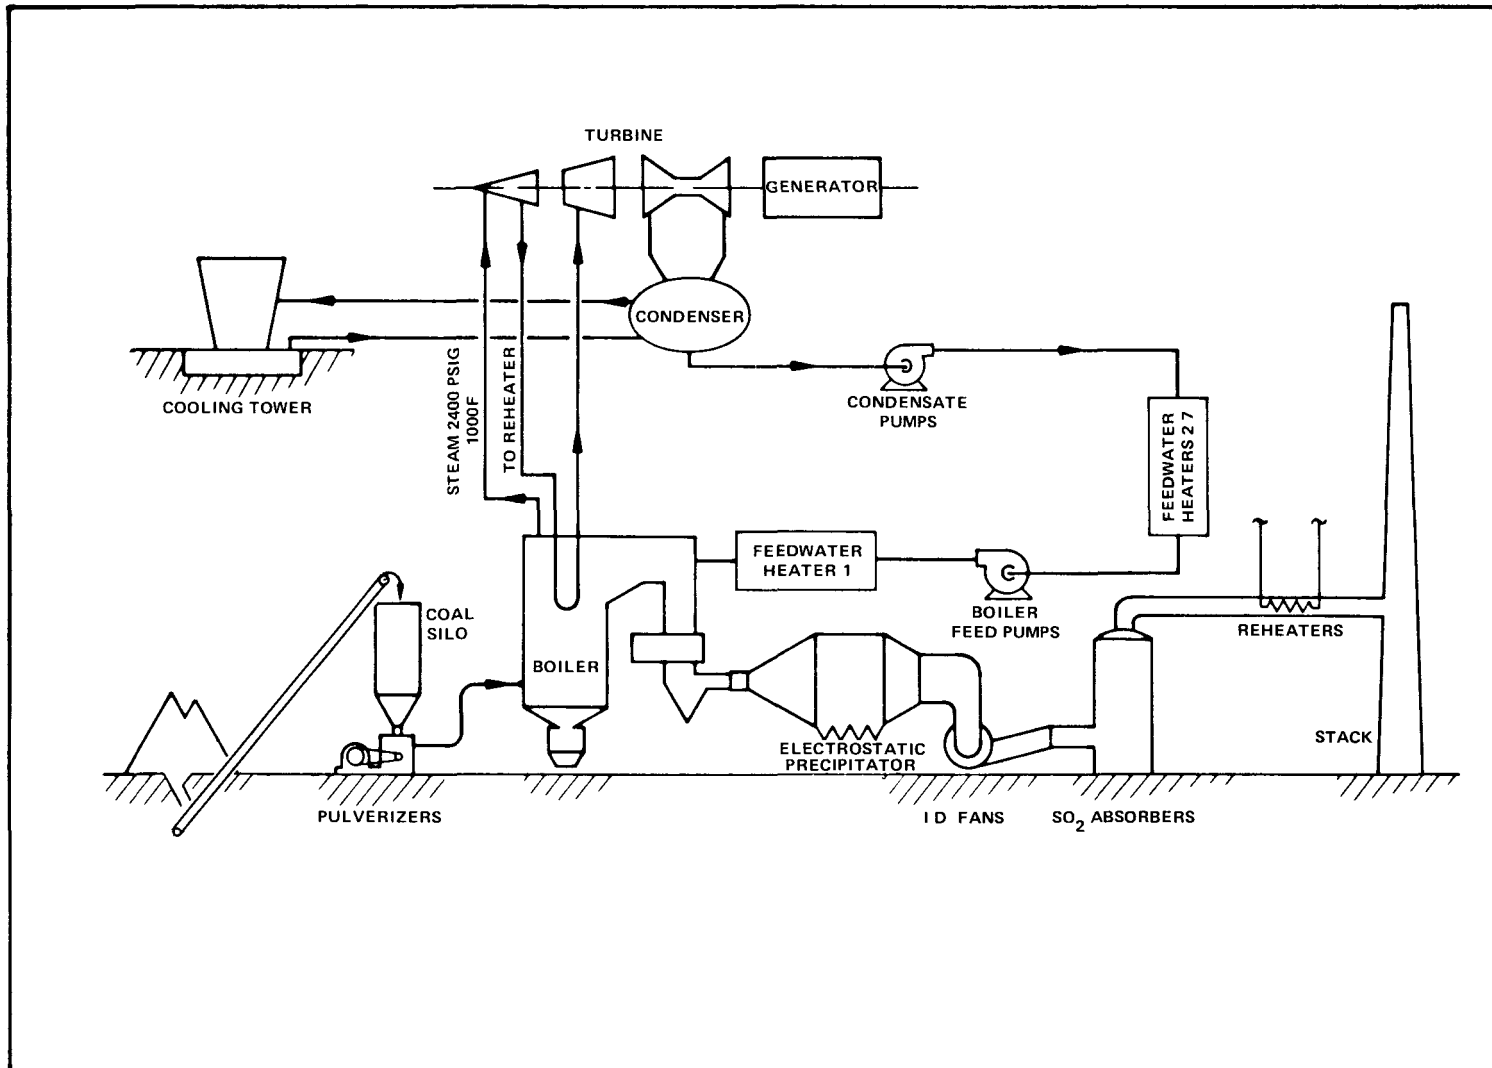 TURBINE
GENERATOR
CONDENSER
COOLING TOWER
STEAM 2400 PSIG
1000F
TO REHEATER
CONDENSATE
PUMPS
FEEDWATER
HEATERS 2 7
FEEDWATER
HEATER 1
BOILER
FEED PUMPS
REHEATERS
COAL
SILO
BOILER
ELECTROSTATIC
PRECIPITATOR
STACK
PULVERIZERS
I D FANS
SO2 ABSORBERS